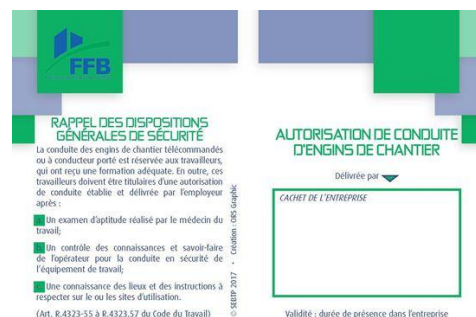 FFB
RAPPEL DES DISPOSITIONS
GÉNÉRALES DE SÉCURITÉ
La conduite des engins de chantier télécommandés
ou à conducteur porté est réservée aux travailleurs,
qui ont reçu une formation adéquate. En outre, ces
travailleurs doivent être titulaires d'une autorisation
de conduite établie et délivrée par l'employeur
après :
Un examen d'aptitude réalisé par le médecin du
travail;
Un contrôle des connaissances et savoir-faire
de l'opérateur pour la conduite en sécurité de
l'équipement de travail;
Une connaissance des lieux et des instructions à
respecter sur le ou les sites d'utilisation.
(Art. R.4323-55 à R.4323.57 du Code du Travail)
© SEBTP 2017 • Création : ORS Graphic
AUTORISATION DE CONDUITE
D'ENGINS DE CHANTIER
Délivrée par
CACHET DE L'ENTREPRISE
Validité : durée de présence dans l'entreprise